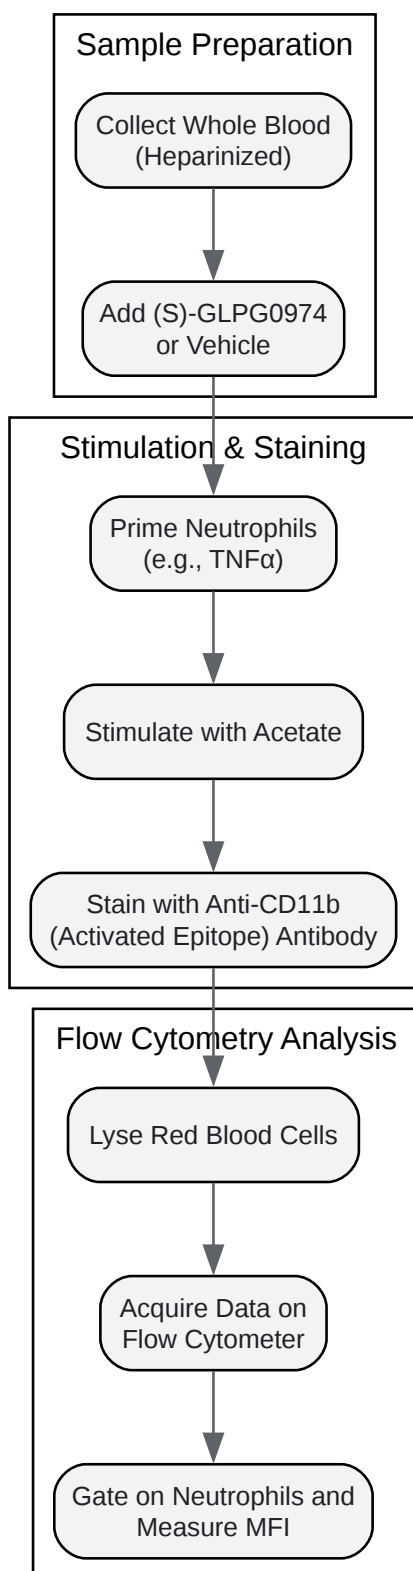 Sample Preparation
Collect Whole Blood
(Heparinized)
Add (S)-GLPG0974
or Vehicle
Stimulation & Staining
Prime Neutrophils
(e.g., TNFα)
Stimulate with Acetate
Stain with Anti-CD11b
(Activated Epitope) Antibody
Flow Cytometry Analysis
Lyse Red Blood Cells
Acquire Data on
Flow Cytometer
Gate on Neutrophils and
Measure MFI